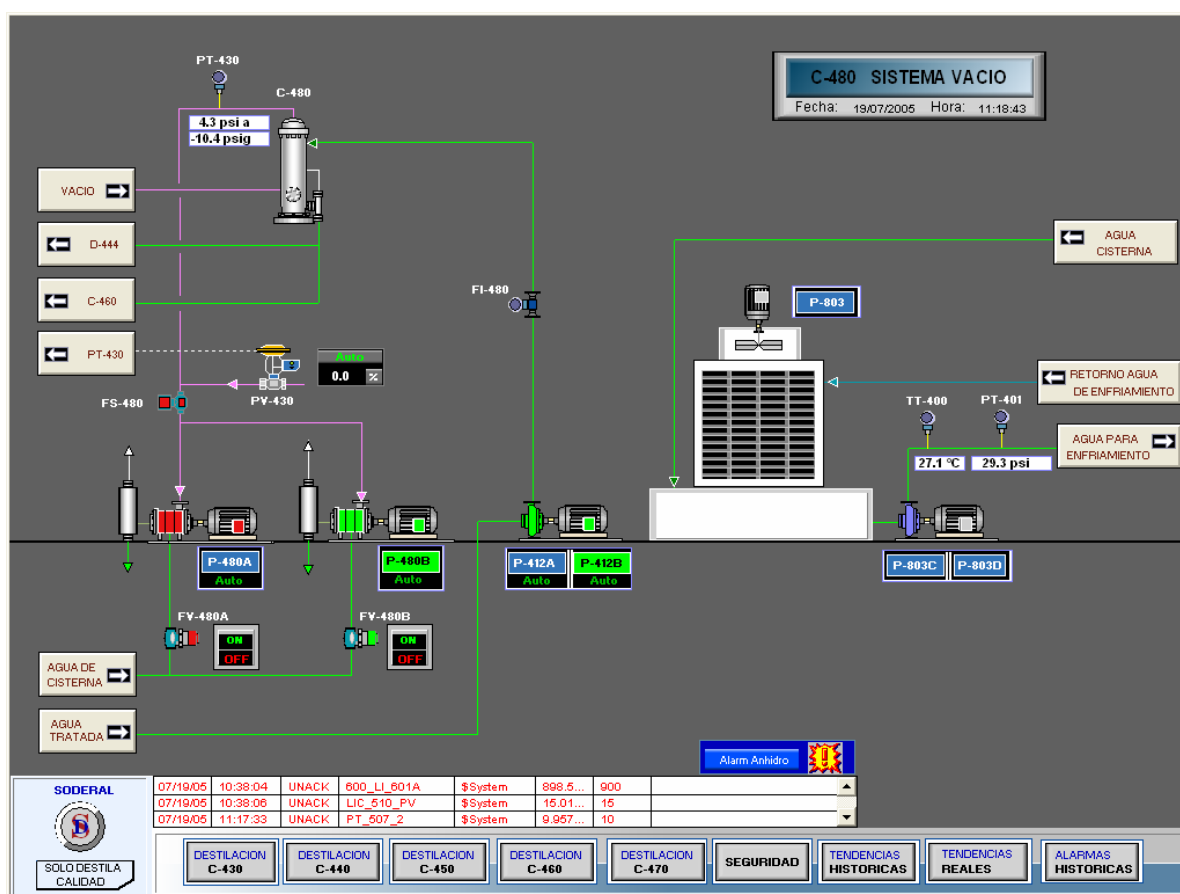 PT-430
C-480
4.3 psi a
-10.4 psig
C-480 SISTEMA VACIO
Fecha: 19/07/2005 Hora: 11:18:43
VACIO
D-444
C-460
PT-430
Auto
0.0 %
PV-430
FS-480
FI-480
P-803
AGUA
CISTERNA
RETORNO AGUA
DE ENFRIAMIENTO
TT-400
PT-401
27.1 °C
29.3 psi
AGUA PARA
ENFRIAMIENTO
P-480A
Auto
P-480B
Auto
P-412A
Auto
P-412B
Auto
P-803C
P-803D
FV-480A
ON
OFF
FV-480B
ON
OFF
AGUA DE
CISTERNA
AGUA
TRATADA
Alarm Anhidro
SODERAL
SOLO DESTILA
CALIDAD
07/19/05 10:38:04 UNACK 600_LI_601A $System 898.5... 900
07/19/05 10:38:06 UNACK LIC_510_PV $System 15.01... 15
07/19/05 11:17:33 UNACK PT_507_2 $System 9.957... 10
DESTILACION
C-430
DESTILACION
C-440
DESTILACION
C-450
DESTILACION
C-460
DESTILACION
C-470
SEGURIDAD
TENDENCIAS
HISTORICAS
TENDENCIAS
REALES
ALARMAS
HISTORICAS